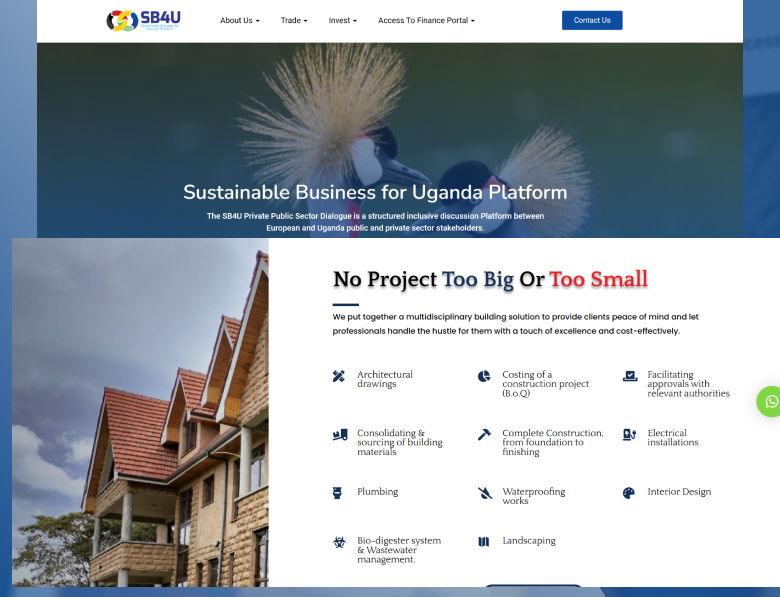 SB4U
About Us
Trade
Invest
Access To Finance Portal
Contact Us
Sustainable Business for Uganda Platform
The SB4U Private Public Sector Dialogue is a structured inclusive discussion Platform between
European and Uganda public and private sector stakeholders.
No Project Too Big Or Too Small
We put together a multidisciplinary building solution to provide clients peace of mind and let
professionals handle the hustle for them with a touch of excellence and cost-effectively.
Architectural
drawings
Costing of a
construction project
(B.o.Q)
Facilitating
approvals with
relevant authorities
Consolidating &
sourcing of building
materials
Complete Construction,
from foundation to
finishing
Electrical
installations
Plumbing
Waterproofing
works
Interior Design
Bio-digester system
& Wastewater
management.
Landscaping